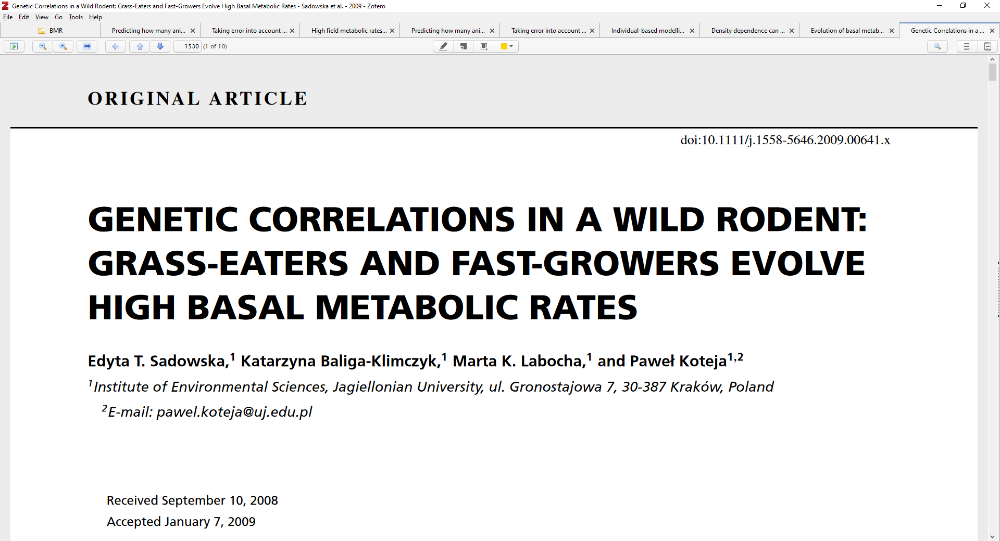 Genetic Correlations in a Wild Rodent: Grass-Eaters and Fast-Growers Evolve High Basal Metabolic Rates - Sadowska et al. - 2009 - Zotero
File Edit View Go Tools Help
BMR
Predicting how many ani...
Taking error into account ...
High field metabolic rates...
Predicting how many ani...
Taking error into account ...
Individual-based modelli...
Density dependence can ...
Evolution of basal metab...
Genetic Correlations in a ...
1530 (1 of 10)
ORIGINAL ARTICLE
doi:10.1111/j.1558-5646.2009.00641.x
GENETIC CORRELATIONS IN A WILD RODENT:
GRASS-EATERS AND FAST-GROWERS EVOLVE
HIGH BASAL METABOLIC RATES
Edyta T. Sadowska,1 Katarzyna Baliga-Klimczyk,1 Marta K. Labocha,1 and Paweł Koteja1,2
1Institute of Environmental Sciences, Jagiellonian University, ul. Gronostajowa 7, 30-387 Kraków, Poland
2E-mail: pawel.koteja@uj.edu.pl
Received September 10, 2008
Accepted January 7, 2009